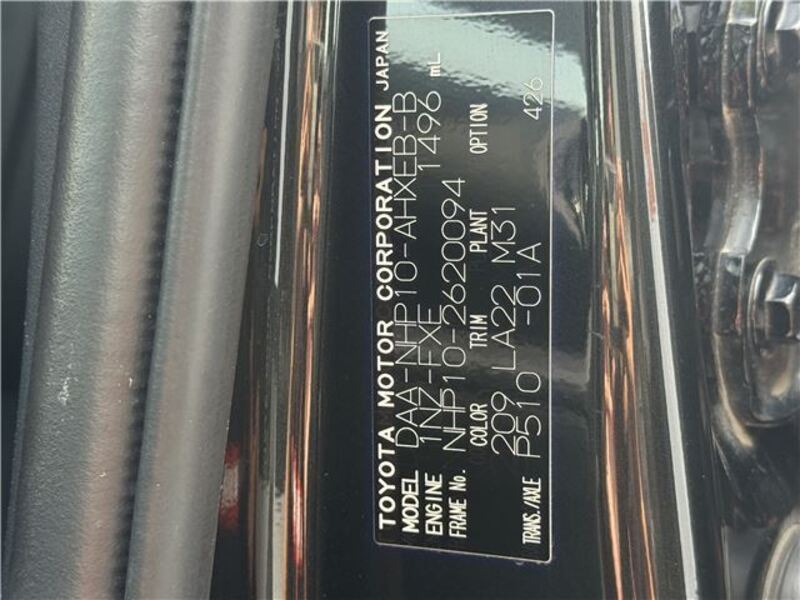 TOYOTA MOTOR CORPORATION JAPAN
MODEL DAA-NHP10-AHXEB-B
ENGINE 1NZ-FXE 1496 mL
FRAME No. NHP10-2620094
COLOR TRIM PLANT OPTION
209 LA22 M31 426
TRANS./AXLE P510 -01A